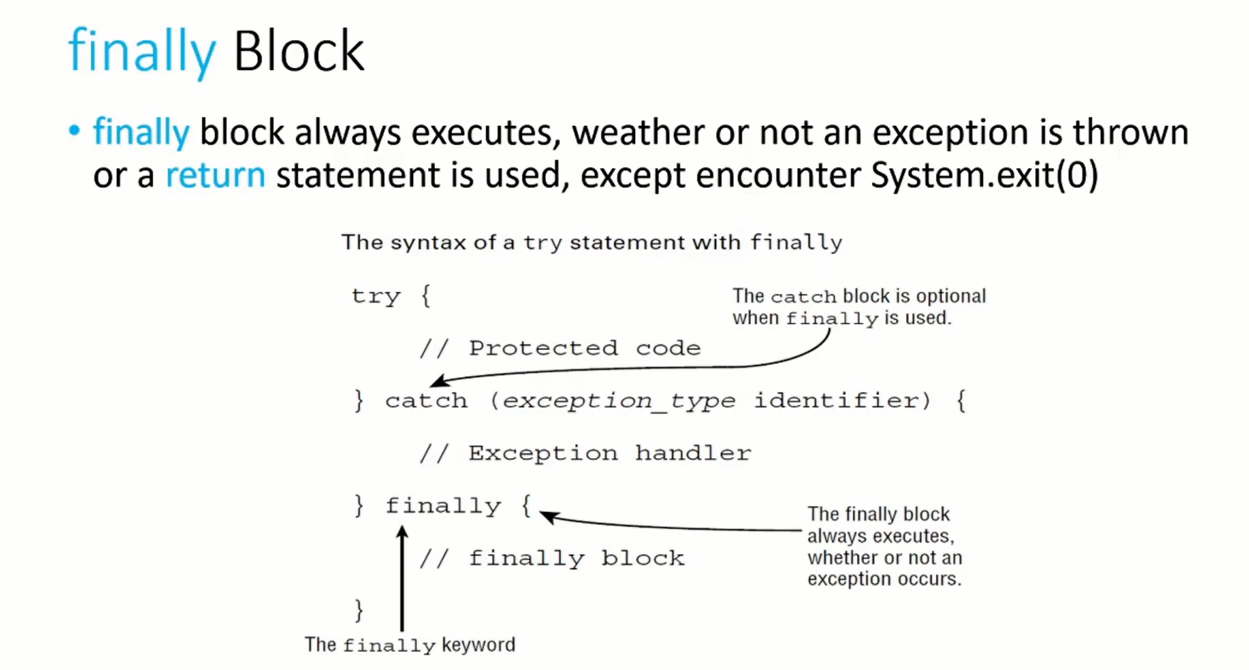 finally Block
• finally block always executes, weather or not an exception is thrown
or a return statement is used, except encounter System.exit(0)
The syntax of a try statement with finally
try {
The catch block is optional
when finally is used.
// Protected code
} catch (exception_type identifier) {
// Exception handler
} finally {
The finally block
always executes,
whether or not an
exception occurs.
// finally block
}
The finally keyword